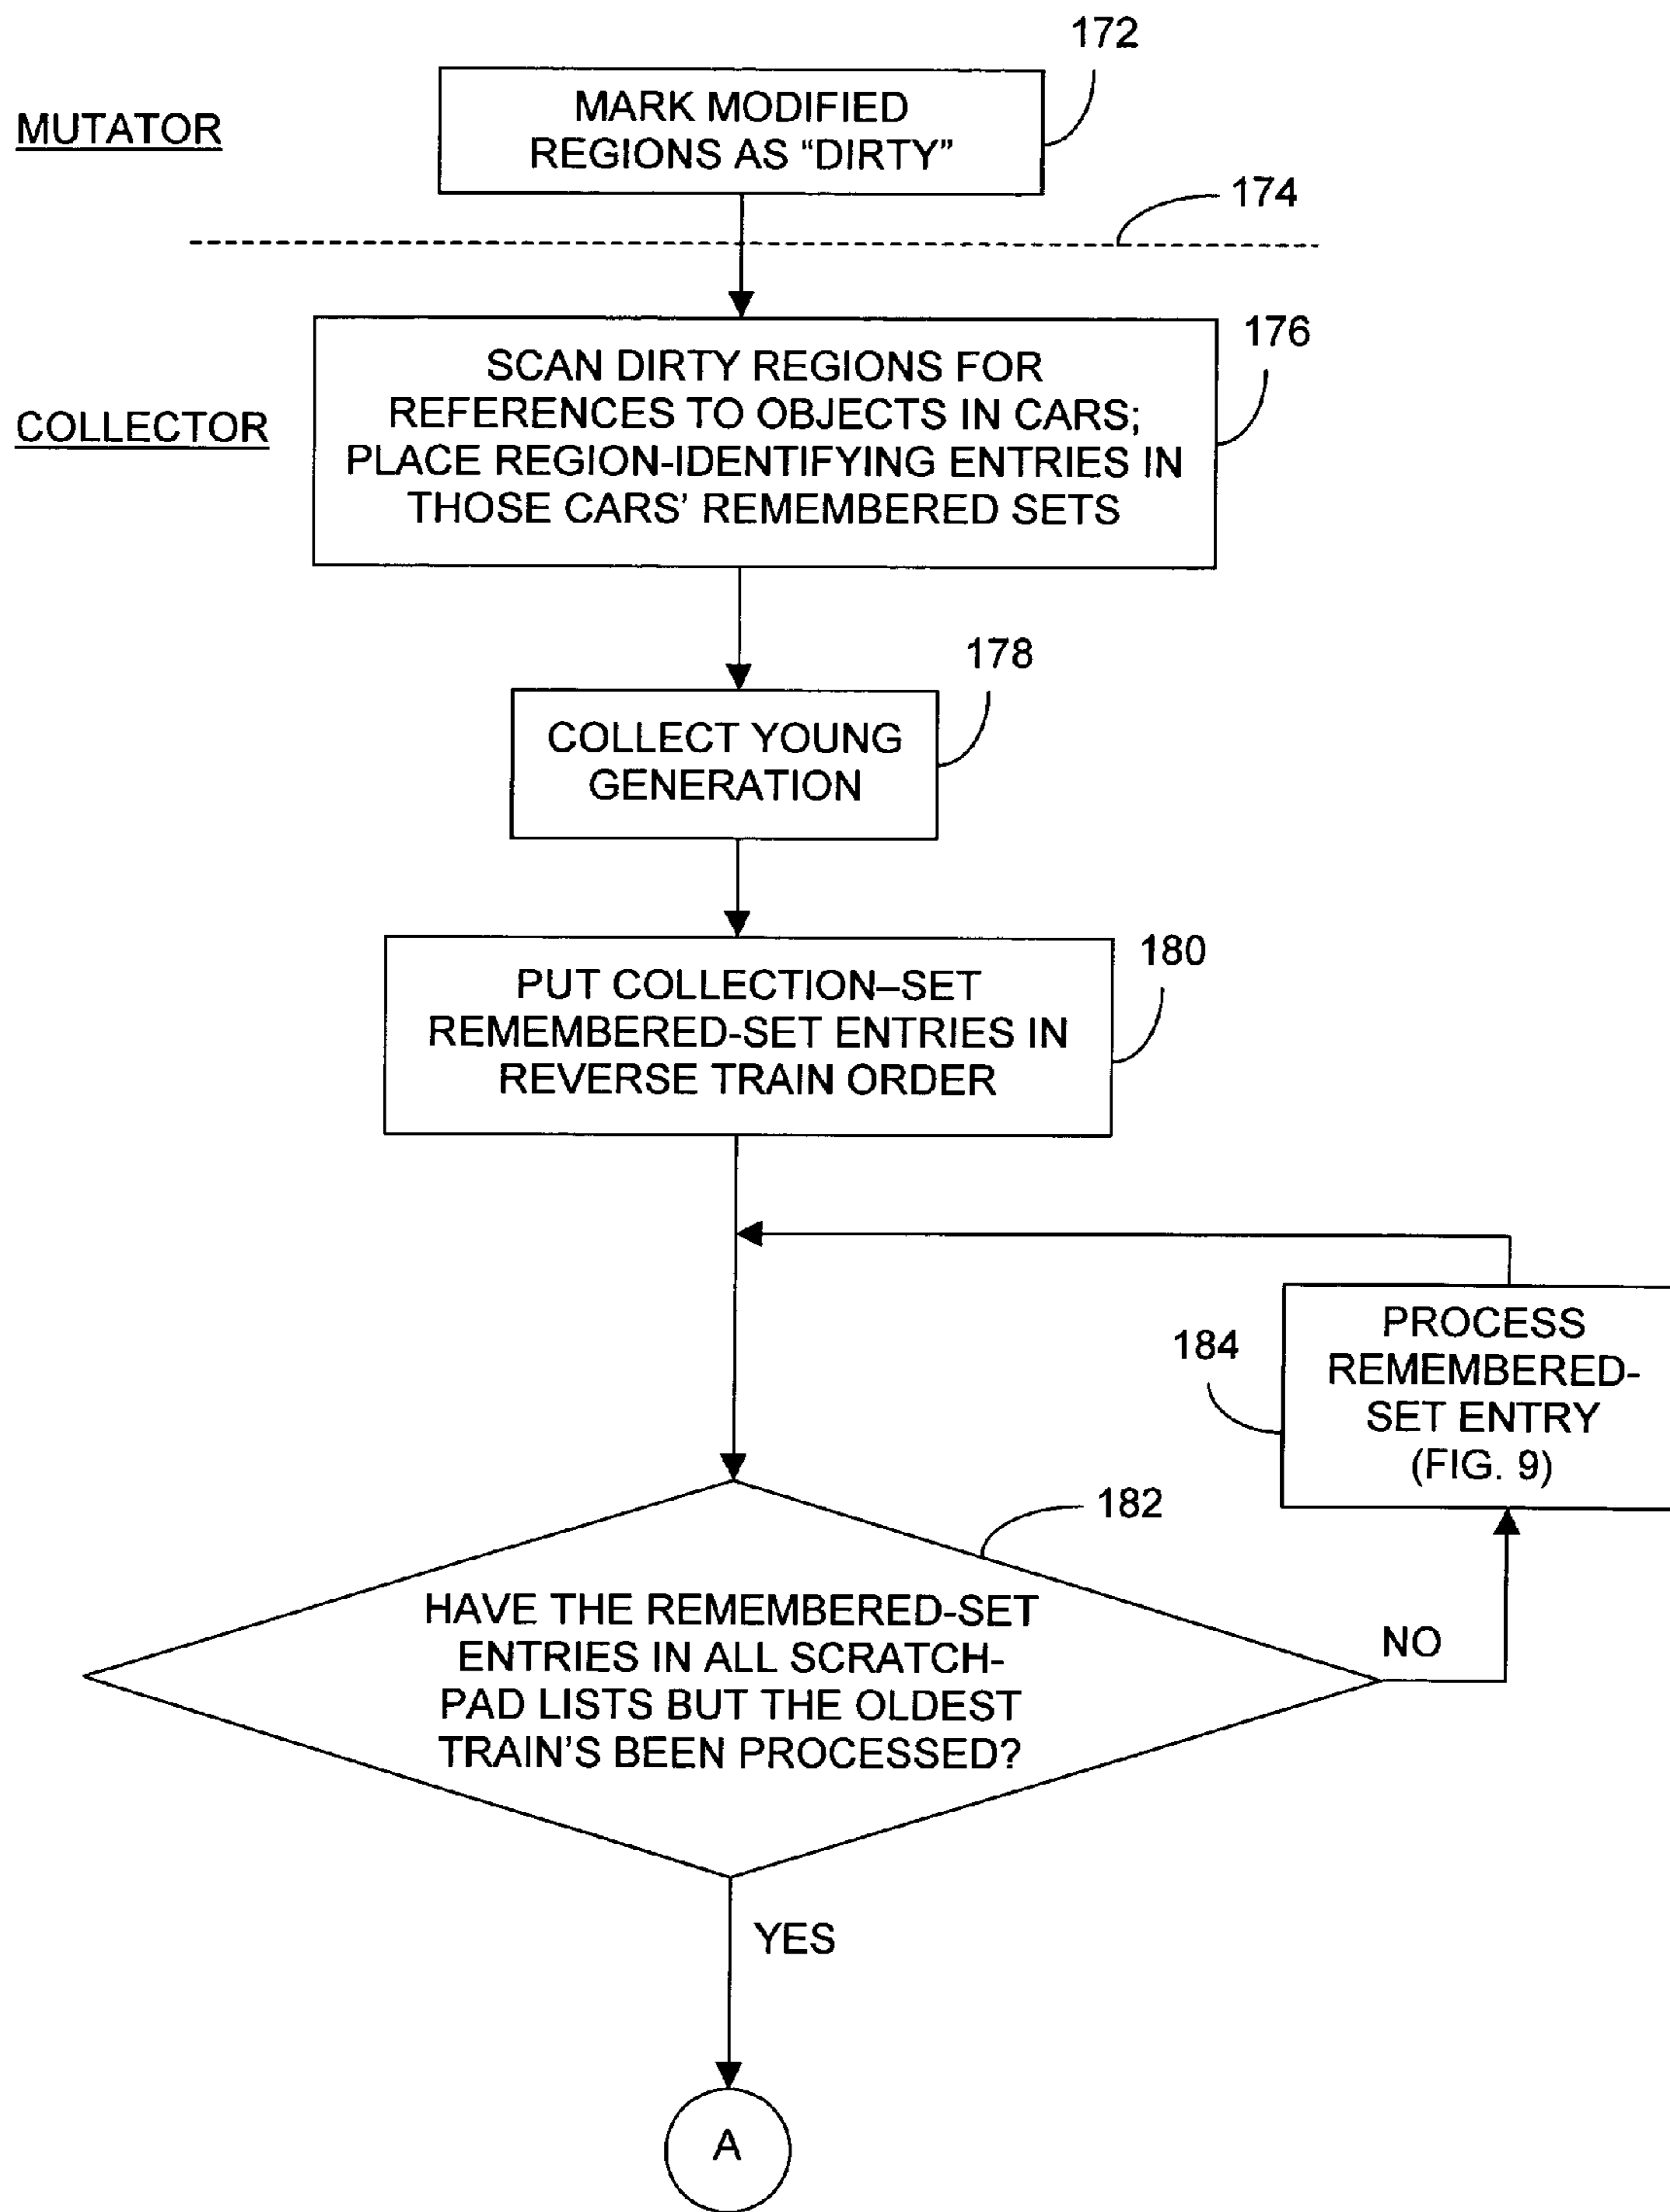 172
MUTATOR
MARK MODIFIED
REGIONS AS “DIRTY”
174
176
COLLECTOR
SCAN DIRTY REGIONS FOR
REFERENCES TO OBJECTS IN CARS;
PLACE REGION-IDENTIFYING ENTRIES IN
THOSE CARS’ REMEMBERED SETS
178
COLLECT YOUNG
GENERATION
180
PUT COLLECTION–SET
REMEMBERED-SET ENTRIES IN
REVERSE TRAIN ORDER
184
PROCESS
REMEMBERED-
SET ENTRY
(FIG. 9)
182
HAVE THE REMEMBERED-SET
ENTRIES IN ALL SCRATCH-
PAD LISTS BUT THE OLDEST
TRAIN'S BEEN PROCESSED?
NO
YES
A